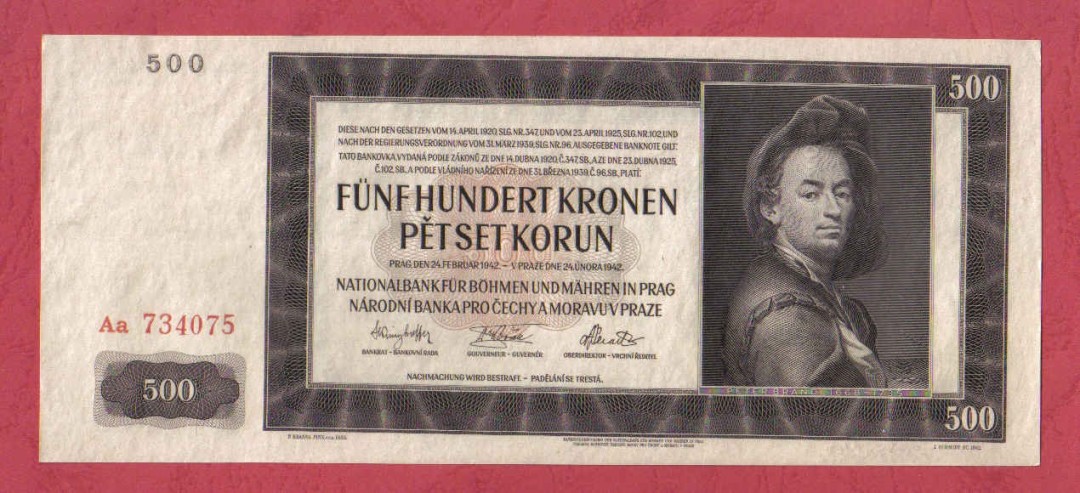 500
500
DIESE NACH DEN GESETZEN VOM 14. APRIL 1920, SLG. NR. 347, UND VOM 23. APRIL 1925, SLG. NR. 102, UND
NACH DER REGIERUNGSVERORDNUNG VOM 31. MÄRZ 1939, SLG. NR. 96, AUSGEGEBENE BANKNOTE GILT:
TATO BANKOVKA, VYDANÁ PODLE ZÁKONŮ ZE DNE 14. DUBNA 1920, Č. 347 SB., A ZE DNE 23. DUBNA 1925,
Č. 102 SB., A PODLE VLÁDNÍHO NAŘÍZENÍ ZE DNE 31. BŘEZNA 1939, Č. 96 SB., PLATÍ:
FÜNFHUNDERT KRONEN
PĚT SET KORUN
PRAG, DEN 24. FEBRUAR 1942. – V PRAZE DNE 24. ÚNORA 1942.
NATIONALBANK FÜR BÖHMEN UND MÄHREN IN PRAG
NÁRODNÍ BANKA PRO ČECHY A MORAVU V PRAZE
Aa 734075
BANKRAT – BANKOVNÍ RADA
GOUVERNEUR – GUVERNÉR
OBERDIREKTOR – VRCHNÍ ŘEDITEL
500
NACHMACHUNG WIRD BESTRAFT. – PADĚLÁNÍ SE TRESTÁ.
PETER BRANDL 1668
500